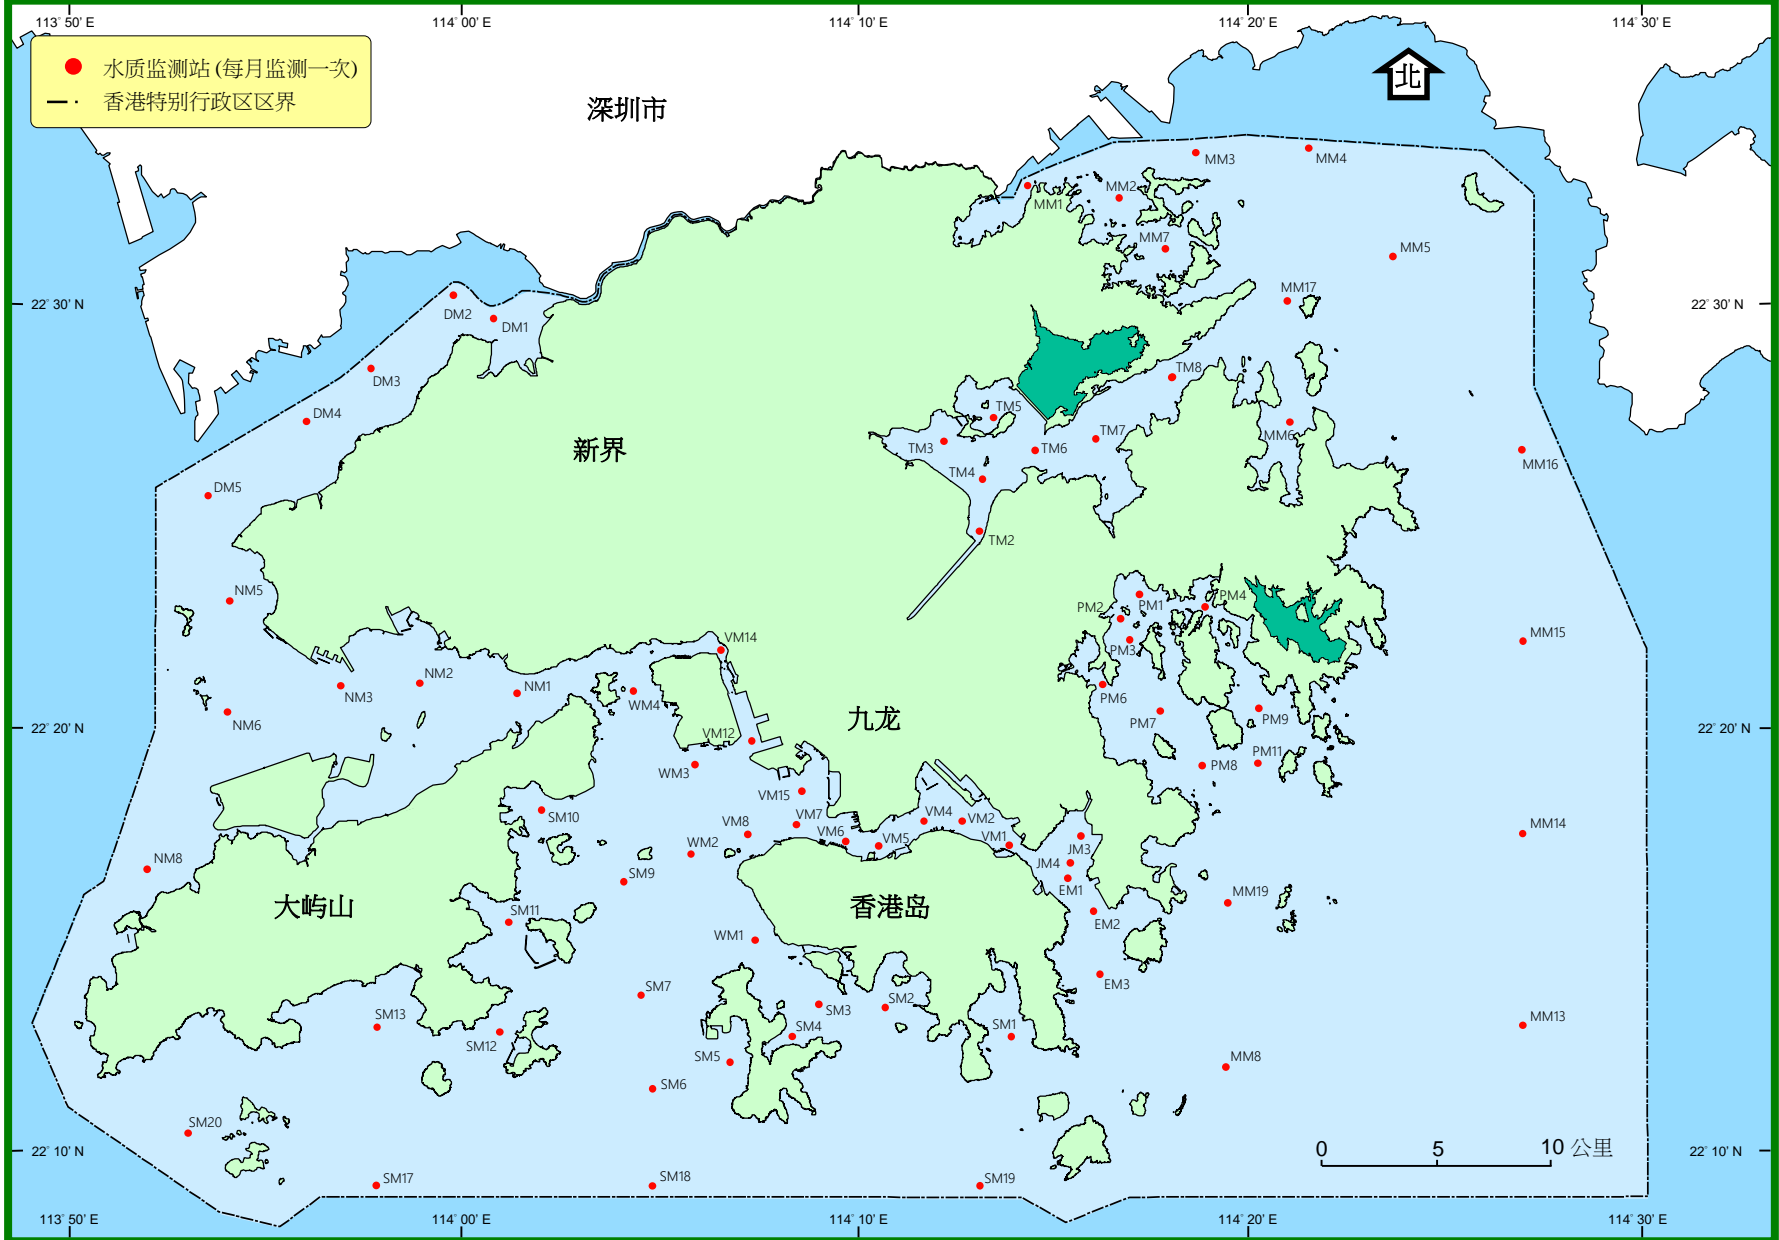 113° 50' E
114° 00' E
114° 10' E
114° 20' E
114° 30' E
水质监测站 (每月监测一次)
香港特别行政区区界
深圳市
北
MM3
MM4
MM1
MM2
MM7
MM5
MM17
22° 30' N
22° 30' N
DM2
DM1
DM3
DM4
DM5
TM8
TM5
TM3
TM6
TM7
TM4
TM2
MM6
MM16
新界
NM5
PM2
PM1
PM4
PM3
MM15
VM14
NM3
NM2
NM1
WM4
PM6
PM7
PM9
NM6
22° 20' N
22° 20' N
VM12
九龙
WM3
PM8
PM11
VM15
SM10
VM8
VM7
VM6
VM5
VM4
VM2
VM1
MM14
NM8
WM2
JM3
JM4
SM9
EM1
大屿山
香港岛
MM19
SM11
EM2
WM1
EM3
SM7
SM13
SM12
SM3
SM2
SM4
SM1
MM13
SM5
MM8
SM6
SM20
22° 10' N
22° 10' N
0 5 10 公里
SM17
SM18
SM19
113° 50' E
114° 00' E
114° 10' E
114° 20' E
114° 30' E